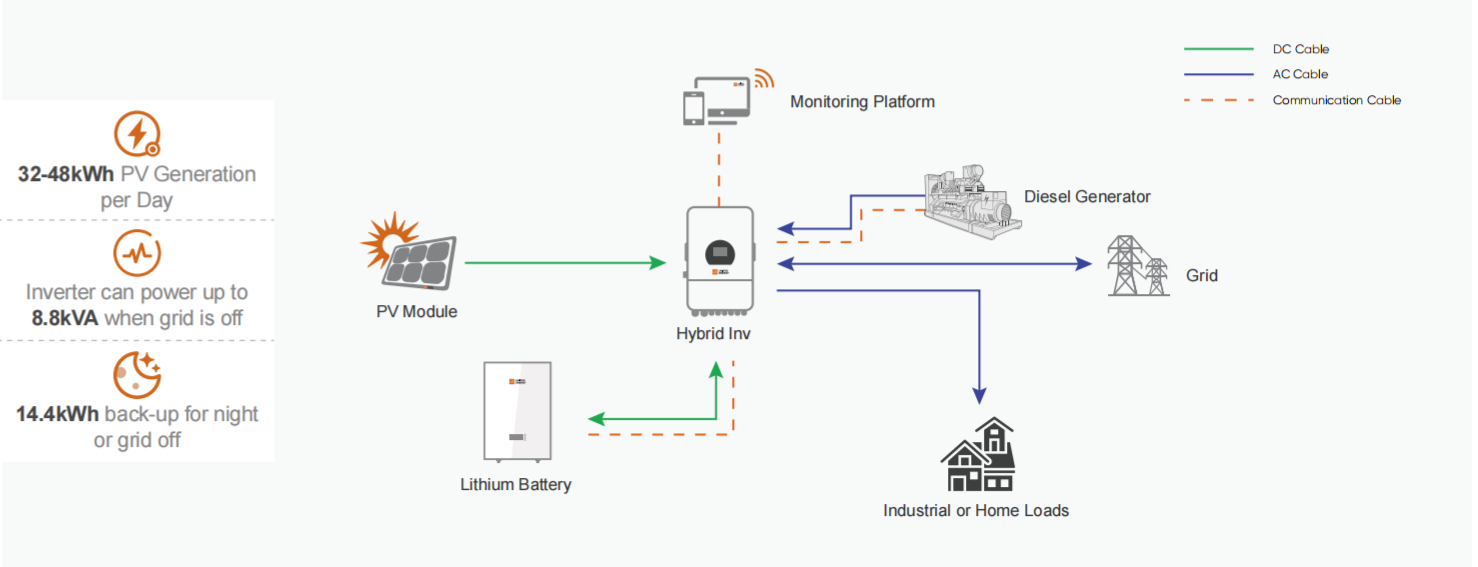 DC Cable
AC Cable
Communication Cable
Monitoring Platform
32-48kWh PV Generation
per Day
Diesel Generator
Inverter can power up to
8.8kVA when grid is off
PV Module
Hybrid Inv
Grid
14.4kWh back-up for night
or grid off
Lithium Battery
Industrial or Home Loads